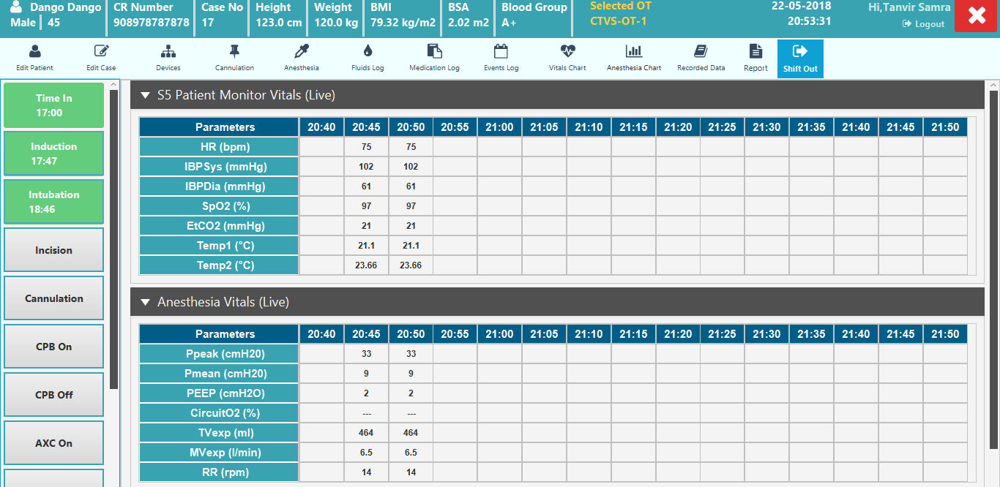 Dango Dango
Male | 45
CR Number
908978787878
Case No
17
Height
123.0 cm
Weight
120.0 kg
BMI
79.32 kg/m2
BSA
2.02 m2
Blood Group
A+
Selected OT
CTVS-OT-1
22-05-2018
20:53:31
Hi,Tanvir Samra
Logout
Edit Patient
Edit Case
Devices
Cannulation
Anesthesia
Fluids Log
Medication Log
Events Log
Vitals Chart
Anesthesia Chart
Recorded Data
Report
Shift Out
Time In
17:00
Induction
17:47
Intubation
18:46
Incision
Cannulation
CPB On
CPB Off
AXC On
S5 Patient Monitor Vitals (Live)
Parameters 20:40 20:45 20:50 20:55 21:00 21:05 21:10 21:15 21:20 21:25 21:30 21:35 21:40 21:45 21:50
HR (bpm) 75 75
IBPSys (mmHg) 102 102
IBPDia (mmHg) 61 61
SpO2 (%) 97 97
EtCO2 (mmHg) 21 21
Temp1 (°C) 21.1 21.1
Temp2 (°C) 23.66 23.66
Anesthesia Vitals (Live)
Parameters 20:40 20:45 20:50 20:55 21:00 21:05 21:10 21:15 21:20 21:25 21:30 21:35 21:40 21:45 21:50
Ppeak (cmH20) 33 33
Pmean (cmH20) 9 9
PEEP (cmH2O) 2 2
CircuitO2 (%) --- ---
TVexp (ml) 464 464
MVexp (l/min) 6.5 6.5
RR (rpm) 14 14